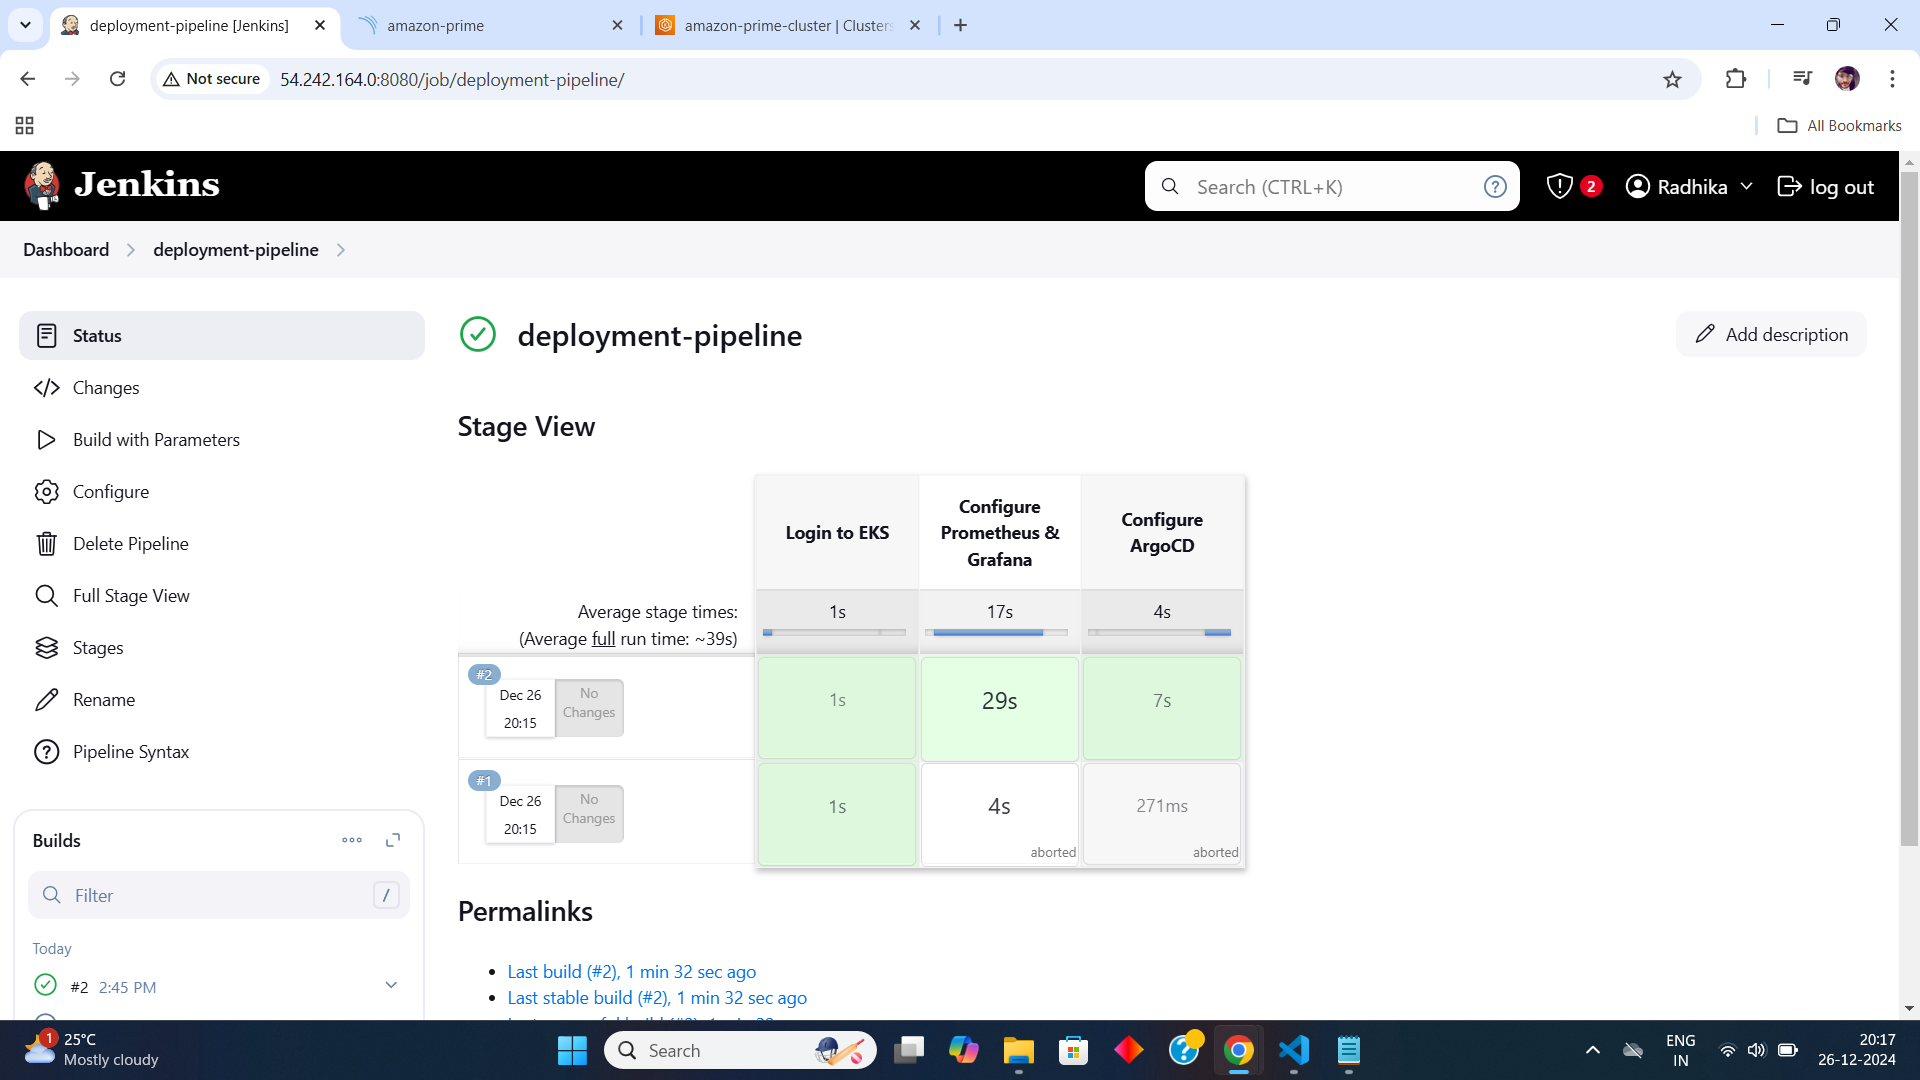 deployment-pipeline [Jenkins]
amazon-prime
amazon-prime-cluster | Clusters
Not secure
54.242.164.0:8080/job/deployment-pipeline/
All Bookmarks
Jenkins
Search (CTRL+K)
?
2
Radhika
log out
Dashboard
deployment-pipeline
Status
Changes
Build with Parameters
Configure
Delete Pipeline
Full Stage View
Stages
Rename
Pipeline Syntax
Builds
Filter
/
Today
#2 2:45 PM
deployment-pipeline
Add description
Stage View
Login to EKS
Configure
Prometheus &
Grafana
Configure
ArgoCD
Average stage times:
(Average full run time: ~39s)
1s
17s
4s
#2
Dec 26
20:15
No
Changes
1s
29s
7s
#1
Dec 26
20:15
No
Changes
1s
4s
aborted
271ms
aborted
Permalinks
Last build (#2), 1 min 32 sec ago
Last stable build (#2), 1 min 32 sec ago
1
25°C
Mostly cloudy
Search
ENG
IN
20:17
26-12-2024